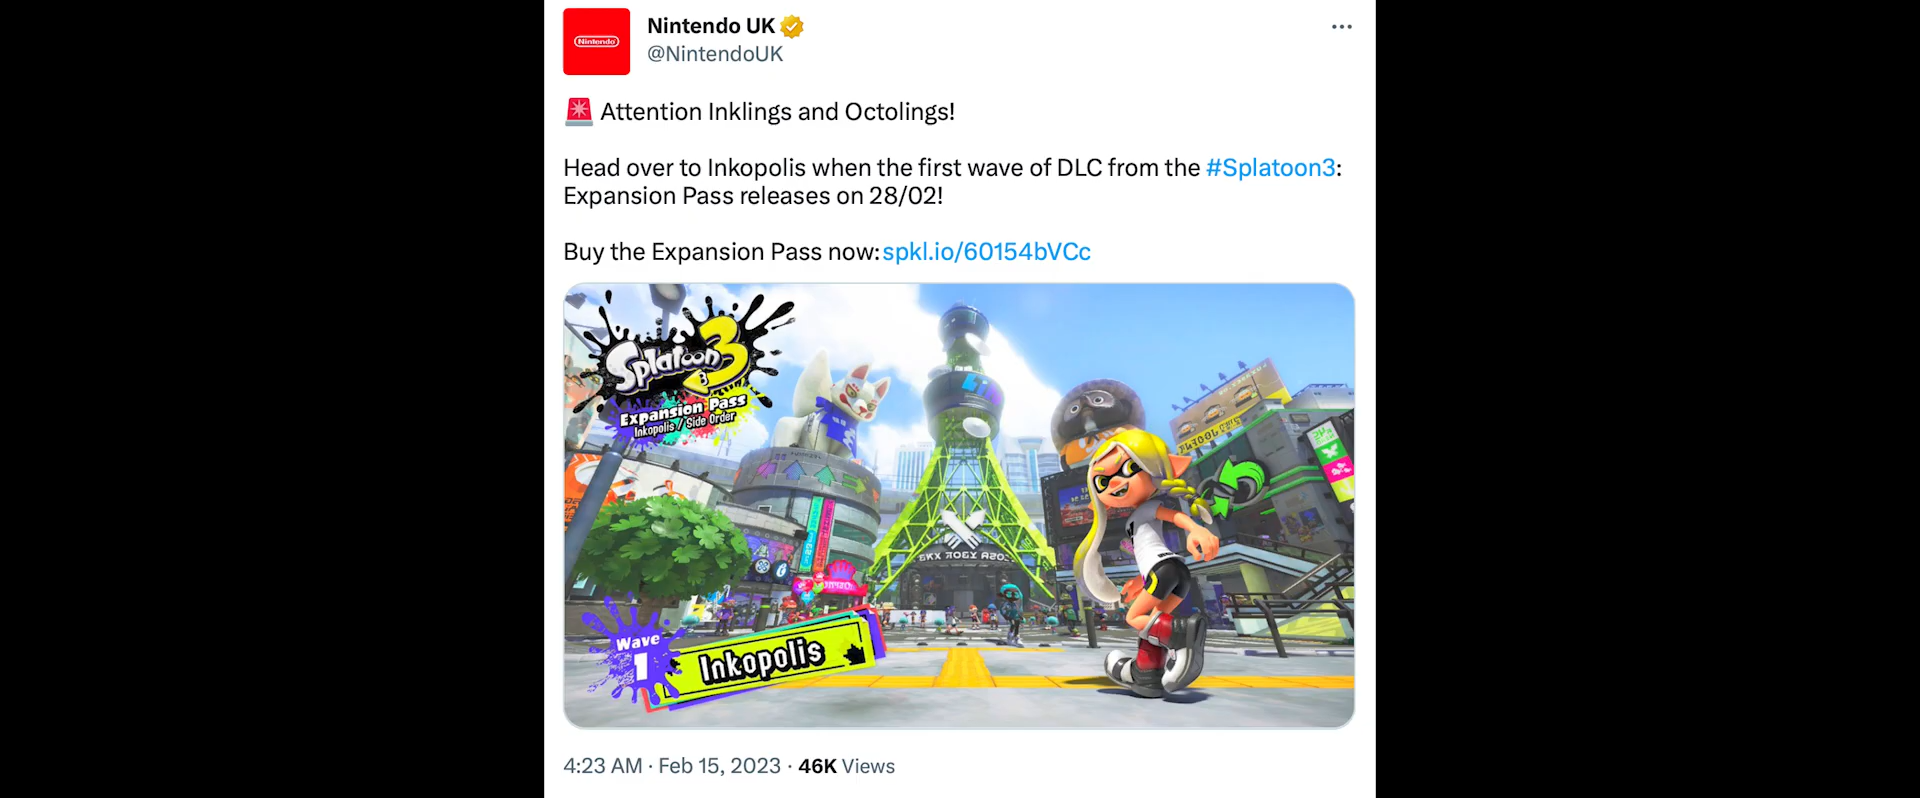 Nintendo
Nintendo UK
@NintendoUK
🚨 Attention Inklings and Octolings!
Head over to Inkopolis when the first wave of DLC from the #Splatoon3:
Expansion Pass releases on 28/02!
Buy the Expansion Pass now: spkl.io/60154bVCc
Splatoon 3
Expansion Pass
Inkopolis / Side Order
Wave
1
Inkopolis
4:23 AM · Feb 15, 2023 · 46K Views